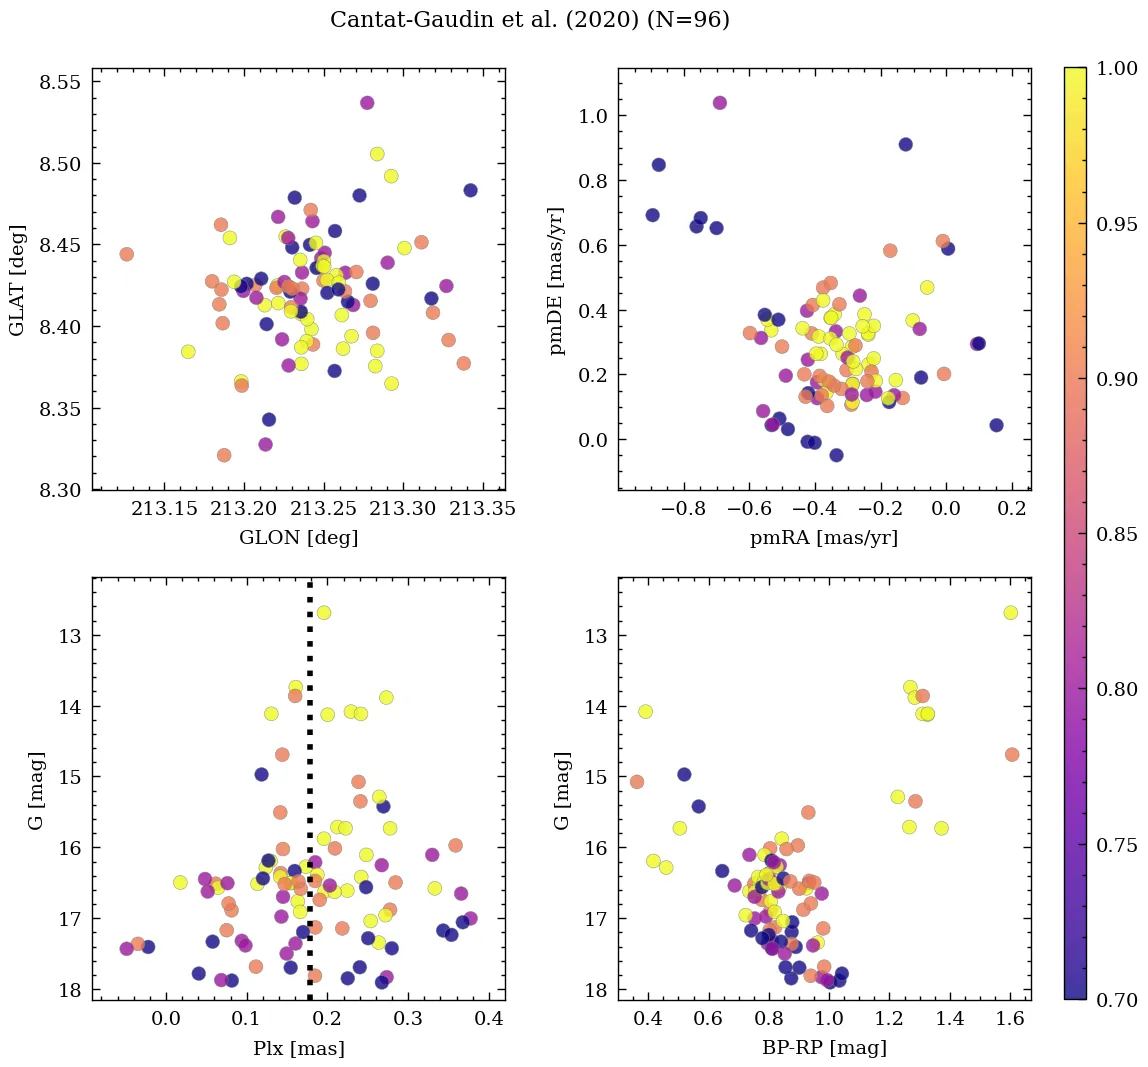 Cantat-Gaudin et al. (2020) (N=96)
8.55
8.50
8.45
8.40
8.35
8.30
GLAT [deg]
213.15 213.20 213.25 213.30 213.35
GLON [deg]
1.0
0.8
0.6
0.4
0.2
0.0
pmDE [mas/yr]
−0.8 −0.6 −0.4 −0.2 0.0 0.2
pmRA [mas/yr]
13
14
15
16
17
18
G [mag]
0.0 0.1 0.2 0.3 0.4
Plx [mas]
13
14
15
16
17
18
G [mag]
0.4 0.6 0.8 1.0 1.2 1.4 1.6
BP-RP [mag]
1.00
0.95
0.90
0.85
0.80
0.75
0.70